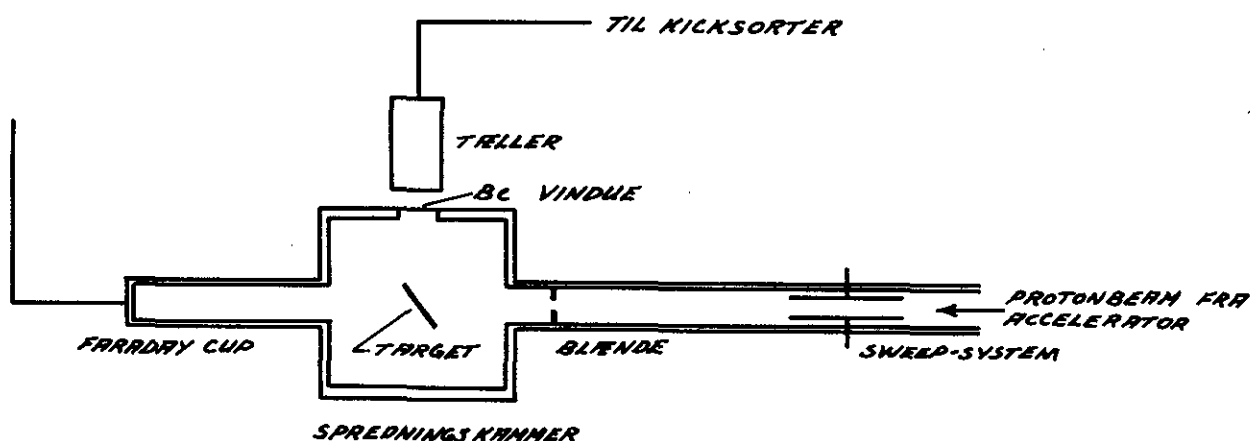 TIL KICKSORTER
TÆLLER
Be VINDUE
PROTONBEAM FRA
ACCELERATOR
FARADAY CUP
TARGET
BLÆNDE
SWEEP-SYSTEM
SPREDNINGSKAMMER